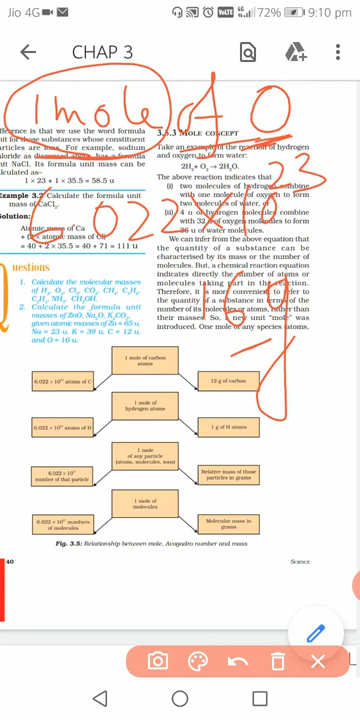 Jio 4G
VoLTE
4G
72%
9:10 pm
CHAP 3
1 mole of O
6.022 × 10 23
16 g
fference is that we use the word formula
nit for those substances whose constituent
articles are ions. For example, sodium
hloride as discussed above, has a formula
nit NaCl. Its formula unit mass can be
alculated as–
1 × 23 + 1 × 35.5 = 58.5 u
Example 3.2 Calculate the formula unit
mass of CaCl₂.
Solution:
Atomic mass of Ca
+ (2 × atomic mass of Cl)
= 40 + 2 × 35.5 = 40 + 71 = 111 u
uestions
1. Calculate the molecular masses
of H₂, O₂, Cl₂, CO₂, CH₄, C₂H₆,
C₂H₄, NH₃, CH₃OH.
2. Calculate the formula unit
masses of ZnO, Na₂O, K₂CO₃,
given atomic masses of Zn = 65 u,
Na = 23 u, K = 39 u, C = 12 u,
and O = 16 u.
3.5.3 MOLE CONCEPT
Take an example of the reaction of hydrogen
and oxygen to form water:
2H₂ + O₂ → 2H₂O.
The above reaction indicates that
(i) two molecules of hydrogen combine
with one molecule of oxygen to form
two molecules of water, or
(ii) 4 u of hydrogen molecules combine
with 32 u of oxygen molecules to form
36 u of water molecules.
We can infer from the above equation that
the quantity of a substance can be
characterised by its mass or the number of
molecules. But, a chemical reaction equation
indicates directly the number of atoms or
molecules taking part in the reaction.
Therefore, it is more convenient to refer to
the quantity of a substance in terms of the
number of its molecules or atoms, rather than
their masses. So, a new unit “mole” was
introduced. One mole of any species (atoms,
1 mole of carbon
atoms
6.022 × 10²³ atoms of C
12 g of carbon
1 mole of
hydrogen atoms
6.022 × 10²³ atoms of H
1 g of H atoms
1 mole
of any particle
(atoms, molecules, ions)
6.022 × 10²³
number of that particle
Relative mass of those
particles in grams
1 mole of
molecules
6.022 × 10²³ numbers
of molecules
Molecular mass in
grams
Fig. 3.5: Relationship between mole, Avogadro number and mass
40
SCIENCE